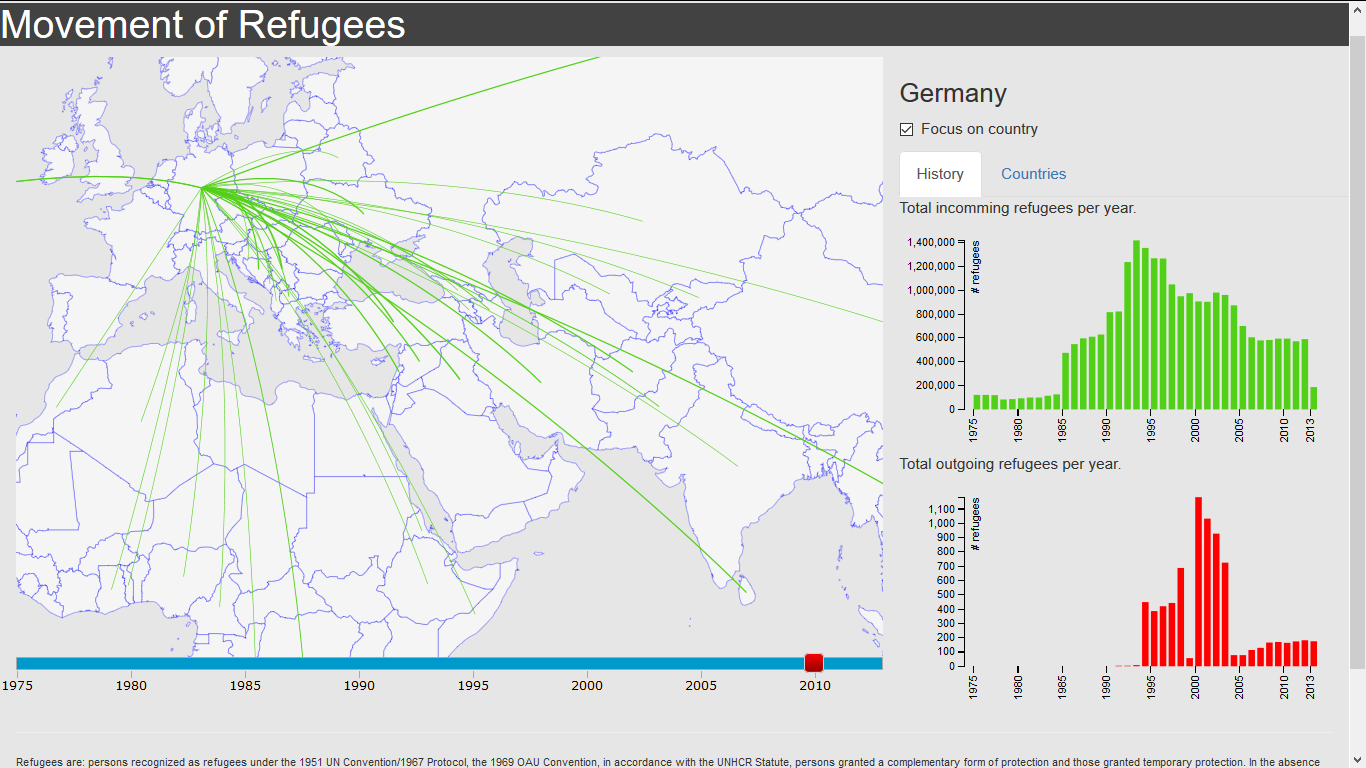 Movement of Refugees
Germany
Focus on country
History Countries
Total incomming refugees per year.
1,400,000
1,200,000
1,000,000
800,000
600,000
400,000
200,000
0
# refugees
1975 1980 1985 1990 1995 2000 2005 2010 2013
Total outgoing refugees per year.
1,100
1,000
900
800
700
600
500
400
300
200
100
0
# refugees
1975 1980 1985 1990 1995 2000 2005 2010 2013
1975 1980 1985 1990 1995 2000 2005 2010
Refugees are: persons recognized as refugees under the 1951 UN Convention/1967 Protocol, the 1969 OAU Convention, in accordance with the UNHCR Statute, persons granted a complementary form of protection and those granted temporary protection. In the absence